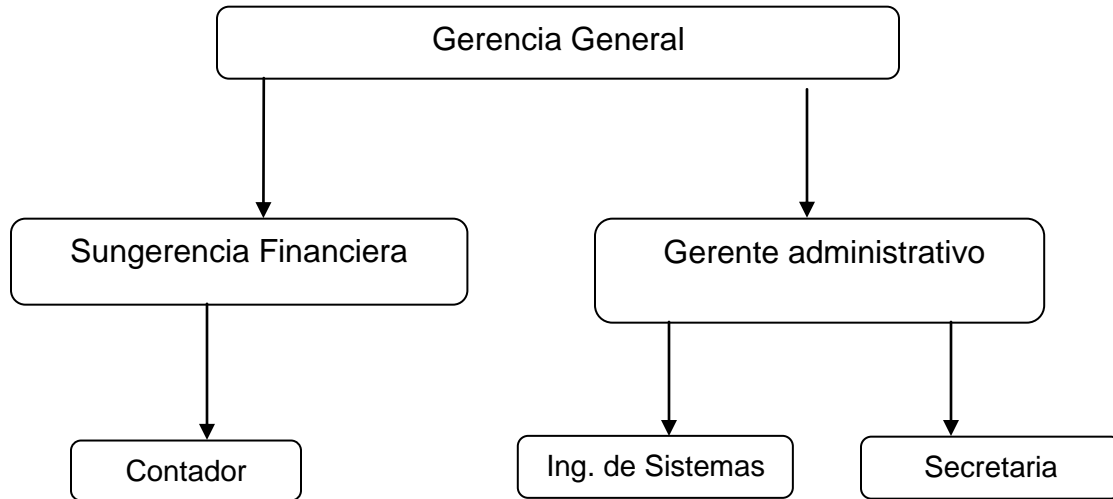 Gerencia General
Sungerencia Financiera
Gerente administrativo
Contador
Ing. de Sistemas
Secretaria